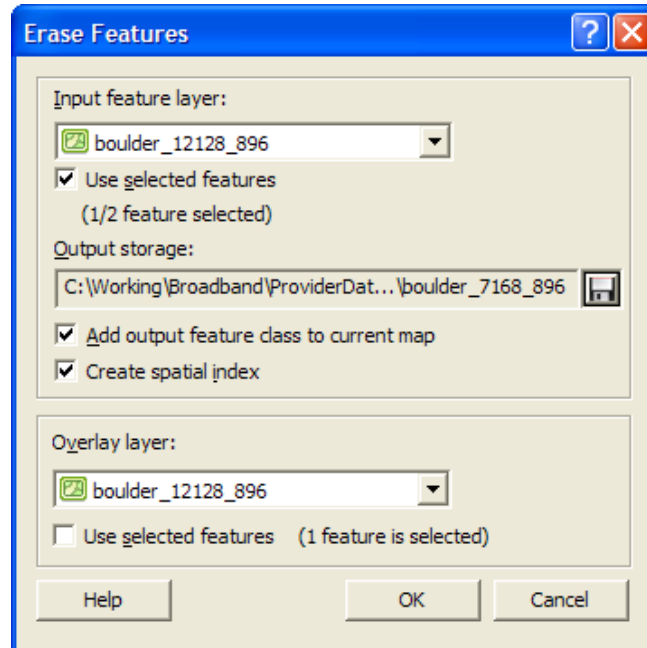 Erase Features
Input feature layer:
boulder_12128_896
Use selected features
(1/2 feature selected)
Output storage:
C:\Working\Broadband\ProviderDat...\boulder_7168_896
Add output feature class to current map
Create spatial index
Overlay layer:
boulder_12128_896
Use selected features (1 feature is selected)
Help OK Cancel